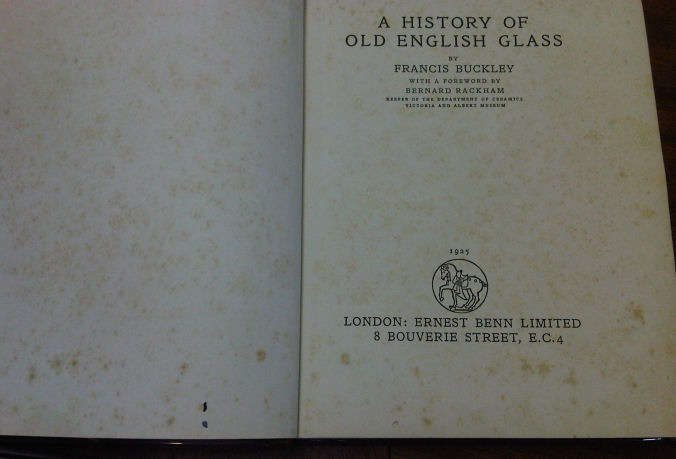 A HISTORY OF
OLD ENGLISH GLASS
BY
FRANCIS BUCKLEY
WITH A FOREWORD BY
BERNARD RACKHAM
KEEPER OF THE DEPARTMENT OF CERAMICS
VICTORIA AND ALBERT MUSEUM
1925
LONDON: ERNEST BENN LIMITED
8 BOUVERIE STREET, E.C.4